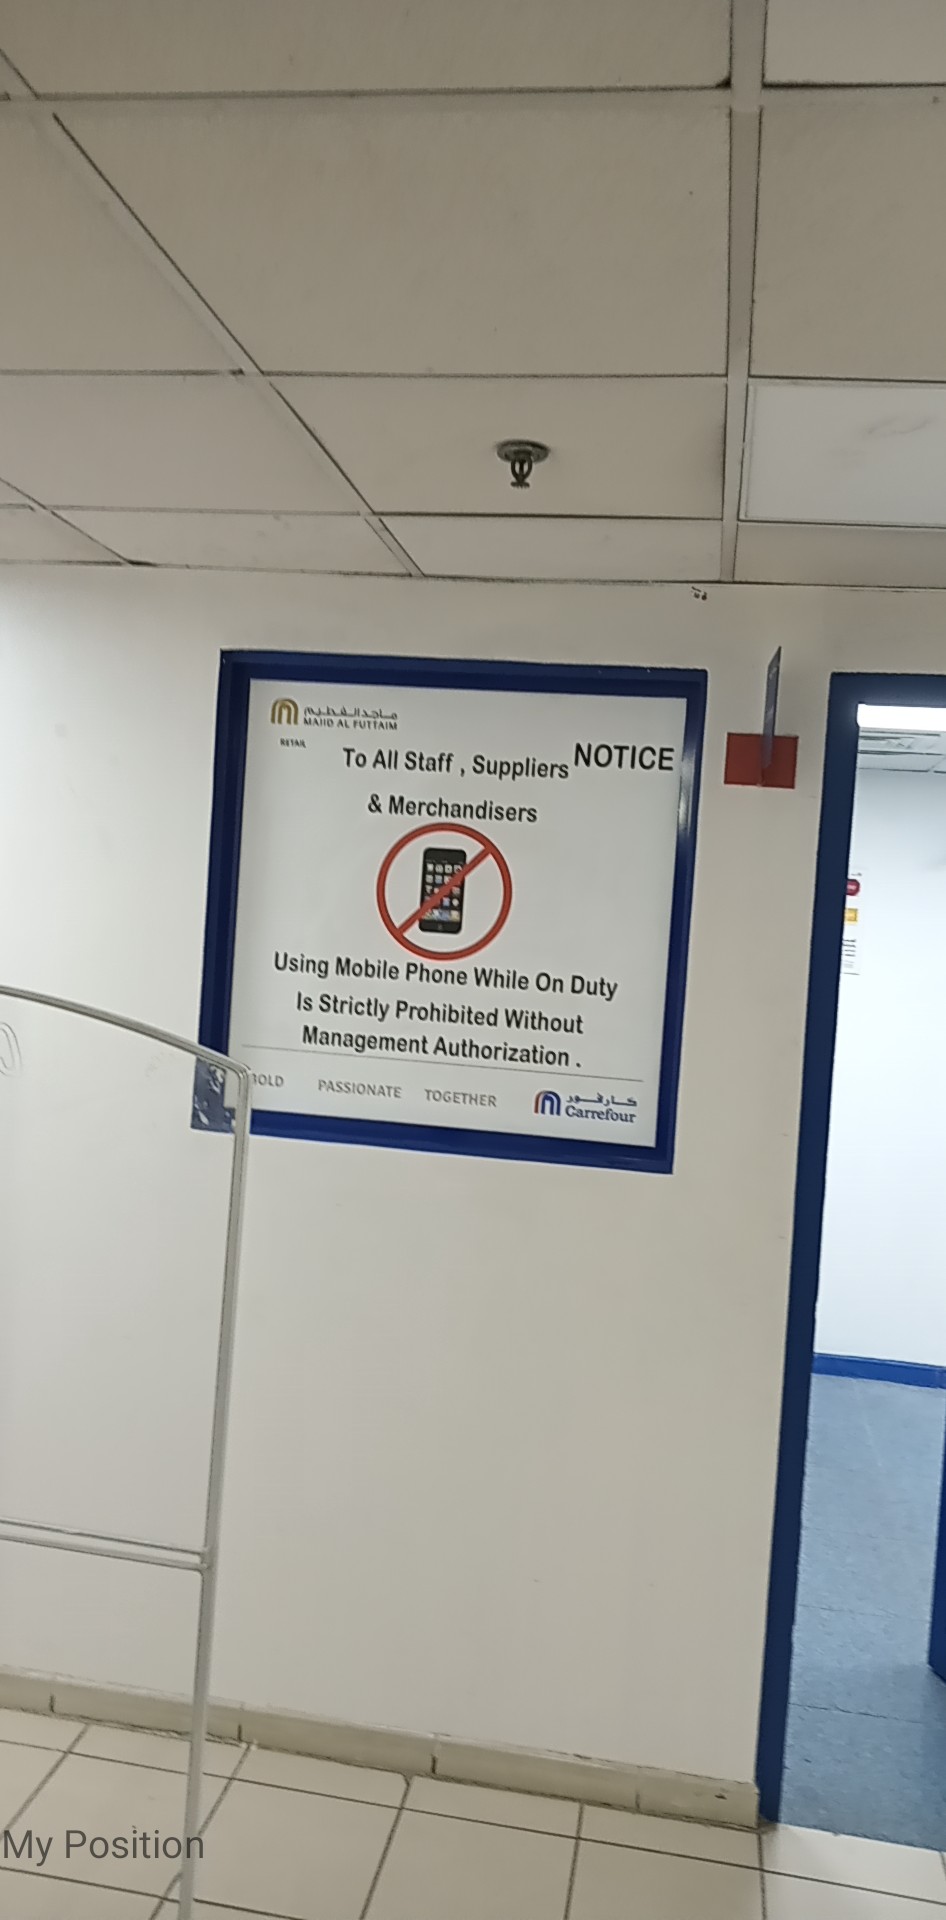 ماجد الفطيم
MAJID AL FUTTAIM
RETAIL
NOTICE
To All Staff , Suppliers
& Merchandisers
Using Mobile Phone While On Duty
Is Strictly Prohibited Without
Management Authorization .
BOLD PASSIONATE TOGETHER
كارفور
Carrefour
My Position